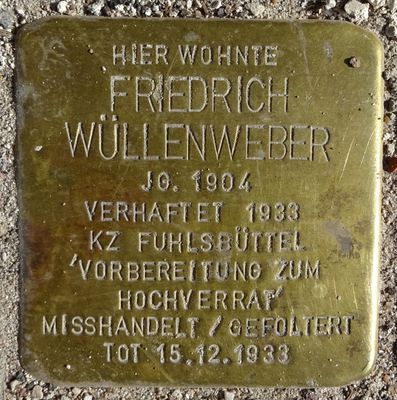 HIER WOHNTE
FRIEDRICH
WÜLLENWEBER
JG. 1904
VERHAFTET 1933
KZ FUHLSBÜTTEL
'VORBEREITUNG ZUM
HOCHVERRAT'
MISSHANDELT / GEFOLTERT
TOT 15.12.1933